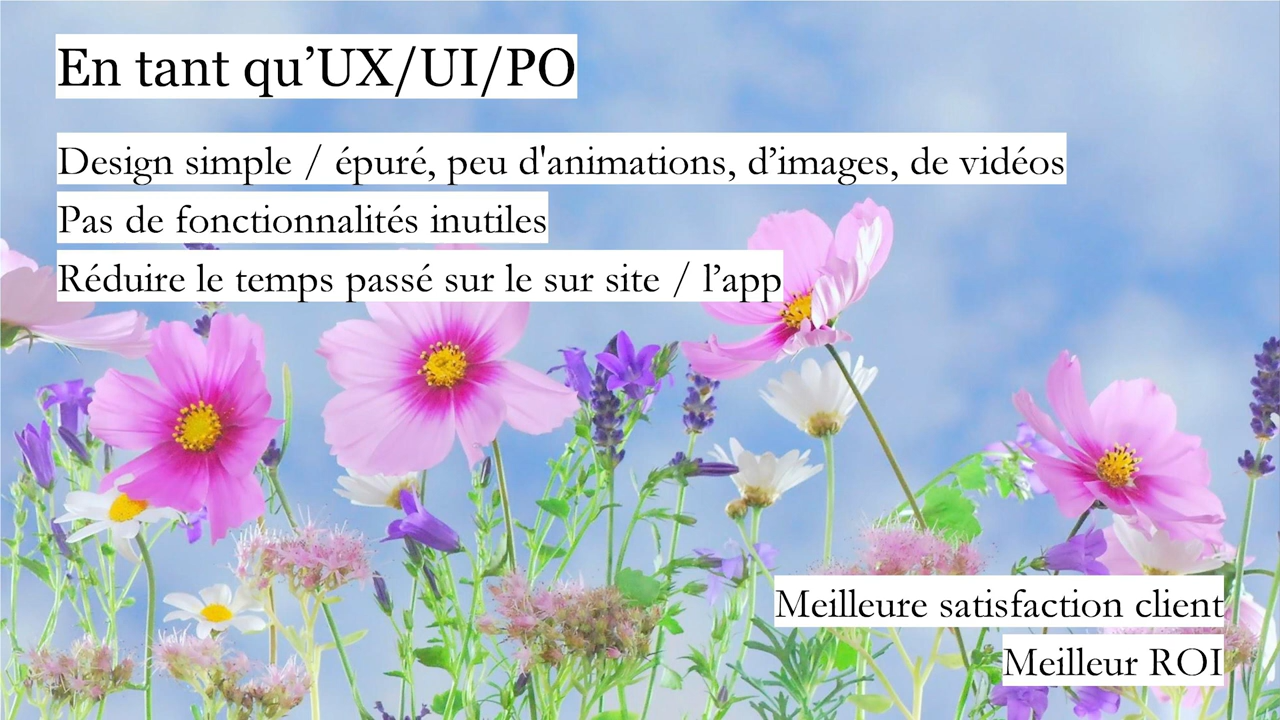 En tant qu’UX/UI/PO
Design simple / épuré, peu d'animations, d’images, de vidéos
Pas de fonctionnalités inutiles
Réduire le temps passé sur le sur site / l’app
Meilleure satisfaction client
Meilleur ROI